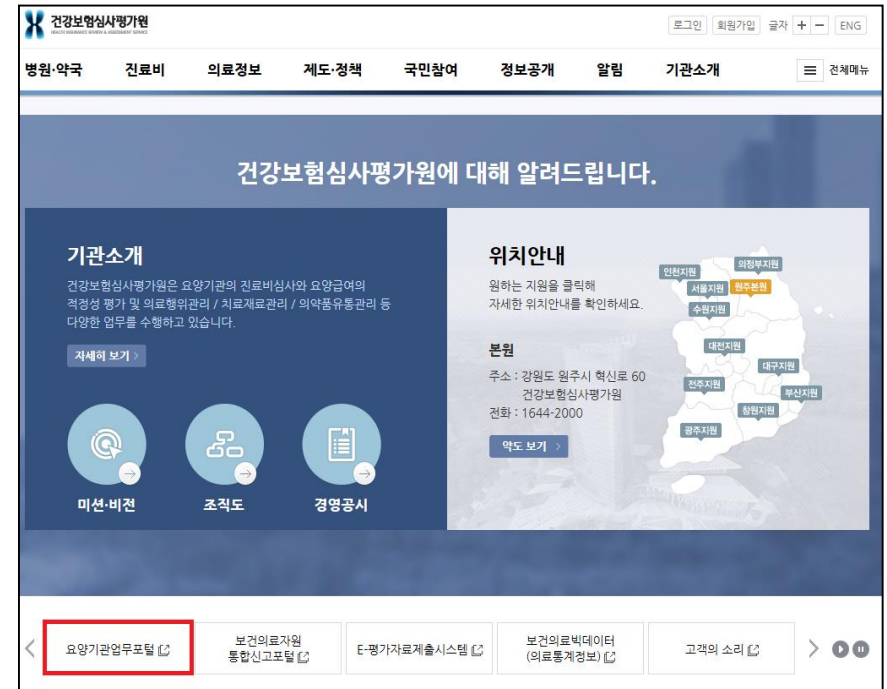 건강보험심사평가원
HEALTH INSURANCE REVIEW & ASSESSMENT SERVICE
로그인 회원가입 글자 + − ENG
병원·약국 진료비 의료정보 제도·정책 국민참여 정보공개 알림 기관소개 전체메뉴
건강보험심사평가원에 대해 알려드립니다.
기관소개
건강보험심사평가원은 요양기관의 진료비심사와 요양급여의
적정성 평가 및 의료행위관리 / 치료재료관리 / 의약품유통관리 등
다양한 업무를 수행하고 있습니다.
자세히 보기 >
미션·비전 조직도 경영공시
위치안내
원하는 지원을 클릭해
자세한 위치안내를 확인하세요.
본원
주소 : 강원도 원주시 혁신로 60
건강보험심사평가원
전화 : 1644-2000
약도 보기 >
의정부지원
인천지원
서울지원 원주본원
수원지원
대전지원
대구지원
전주지원
부산지원
창원지원
광주지원
요양기관업무포털
보건의료자원
통합신고포털
E-평가자료제출시스템
보건의료빅데이터
(의료통계정보)
고객의 소리